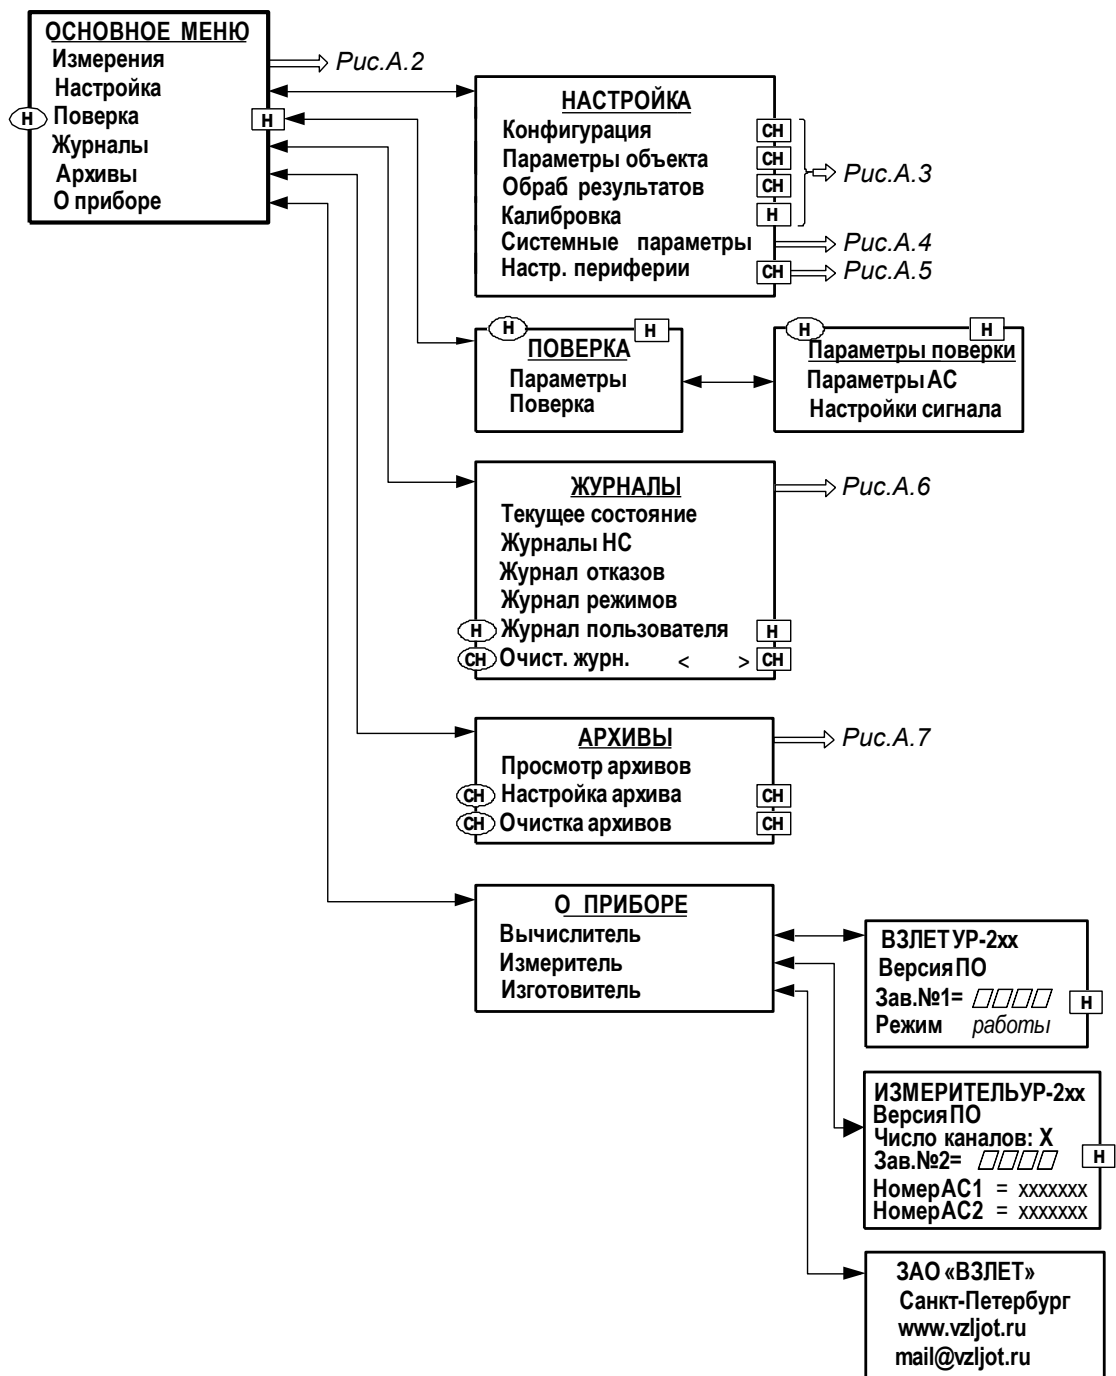 ОСНОВНОЕ МЕНЮ
Измерения
Рис.А.2
Настройка
Н Поверка Н
Журналы
Архивы
О приборе
НАСТРОЙКА
Конфигурация СН
Параметры объекта СН
Рис.А.3
Обраб результатов СН
Калибровка Н
Системные параметры Рис.А.4
Настр. периферии СН Рис.А.5
Н Н
ПОВЕРКА
Параметры
Поверка
Н Н
Параметры поверки
Параметры АС
Настройки сигнала
ЖУРНАЛЫ
Рис.А.6
Текущее состояние
Журналы НС
Журнал отказов
Журнал режимов
Н Журнал пользователя Н
СН Очист. журн. < > СН
АРХИВЫ
Рис.А.7
Просмотр архивов
СН Настройка архива СН
СН Очистка архивов СН
О ПРИБОРЕ
Вычислитель
Измеритель
Изготовитель
ВЗЛЕТ УР-2хх
Версия ПО
Зав.№1= Н
Режим работы
ИЗМЕРИТЕЛЬ УР-2хх
Версия ПО
Число каналов: Х
Зав.№2= Н
Номер АС1 = ххххххх
Номер АС2 = ххххххх
ЗАО «ВЗЛЕТ»
Санкт-Петербург
www.vzljot.ru
mail@vzljot.ru